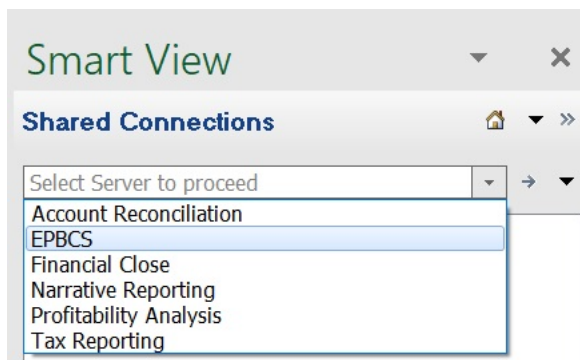 Smart View
Shared Connections
Select Server to proceed
Account Reconciliation
EPBCS
Financial Close
Narrative Reporting
Profitability Analysis
Tax Reporting